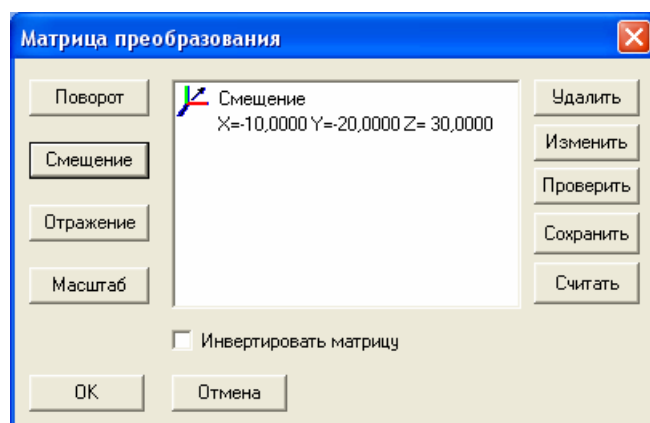 Матрица преобразования
Поворот
Смещение
Отражение
Масштаб
Смещение
X=-10,0000 Y=-20,0000 Z= 30,0000
Удалить
Изменить
Проверить
Сохранить
Считать
Инвертировать матрицу
OK
Отмена